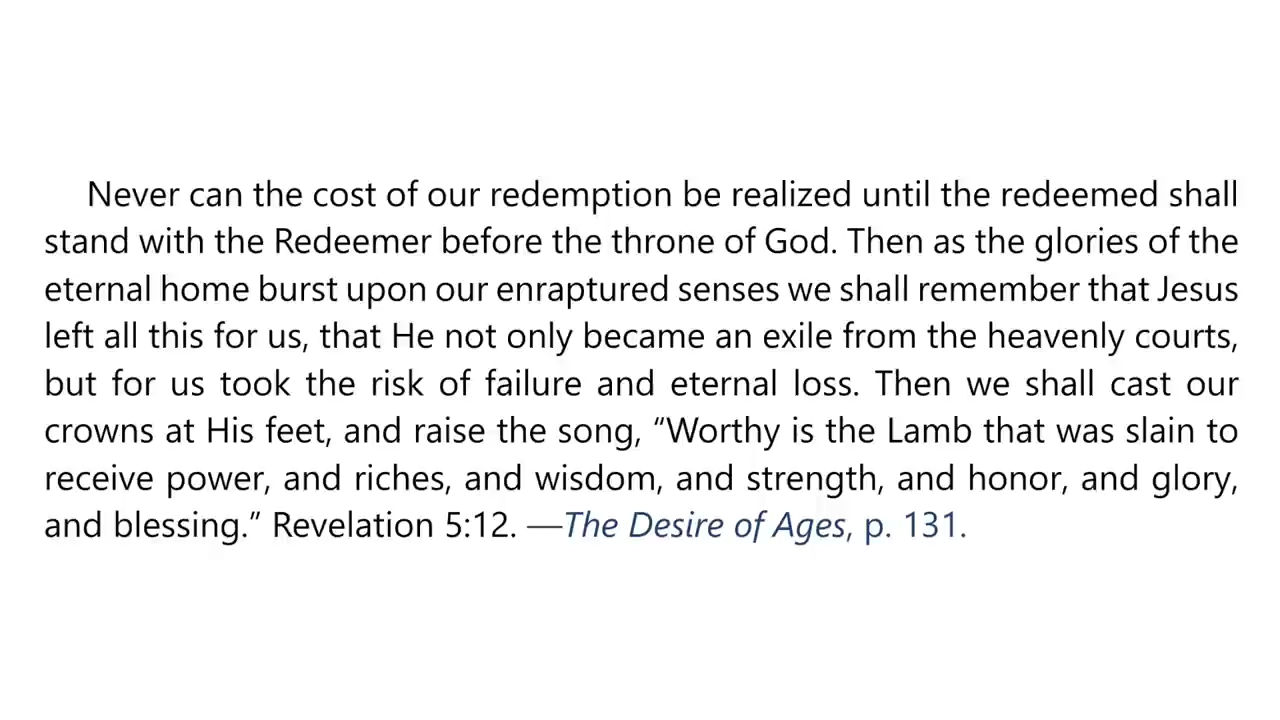 Never can the cost of our redemption be realized until the redeemed shall
stand with the Redeemer before the throne of God. Then as the glories of the
eternal home burst upon our enraptured senses we shall remember that Jesus
left all this for us, that He not only became an exile from the heavenly courts,
but for us took the risk of failure and eternal loss. Then we shall cast our
crowns at His feet, and raise the song, “Worthy is the Lamb that was slain to
receive power, and riches, and wisdom, and strength, and honor, and glory,
and blessing.” Revelation 5:12. —The Desire of Ages, p. 131.